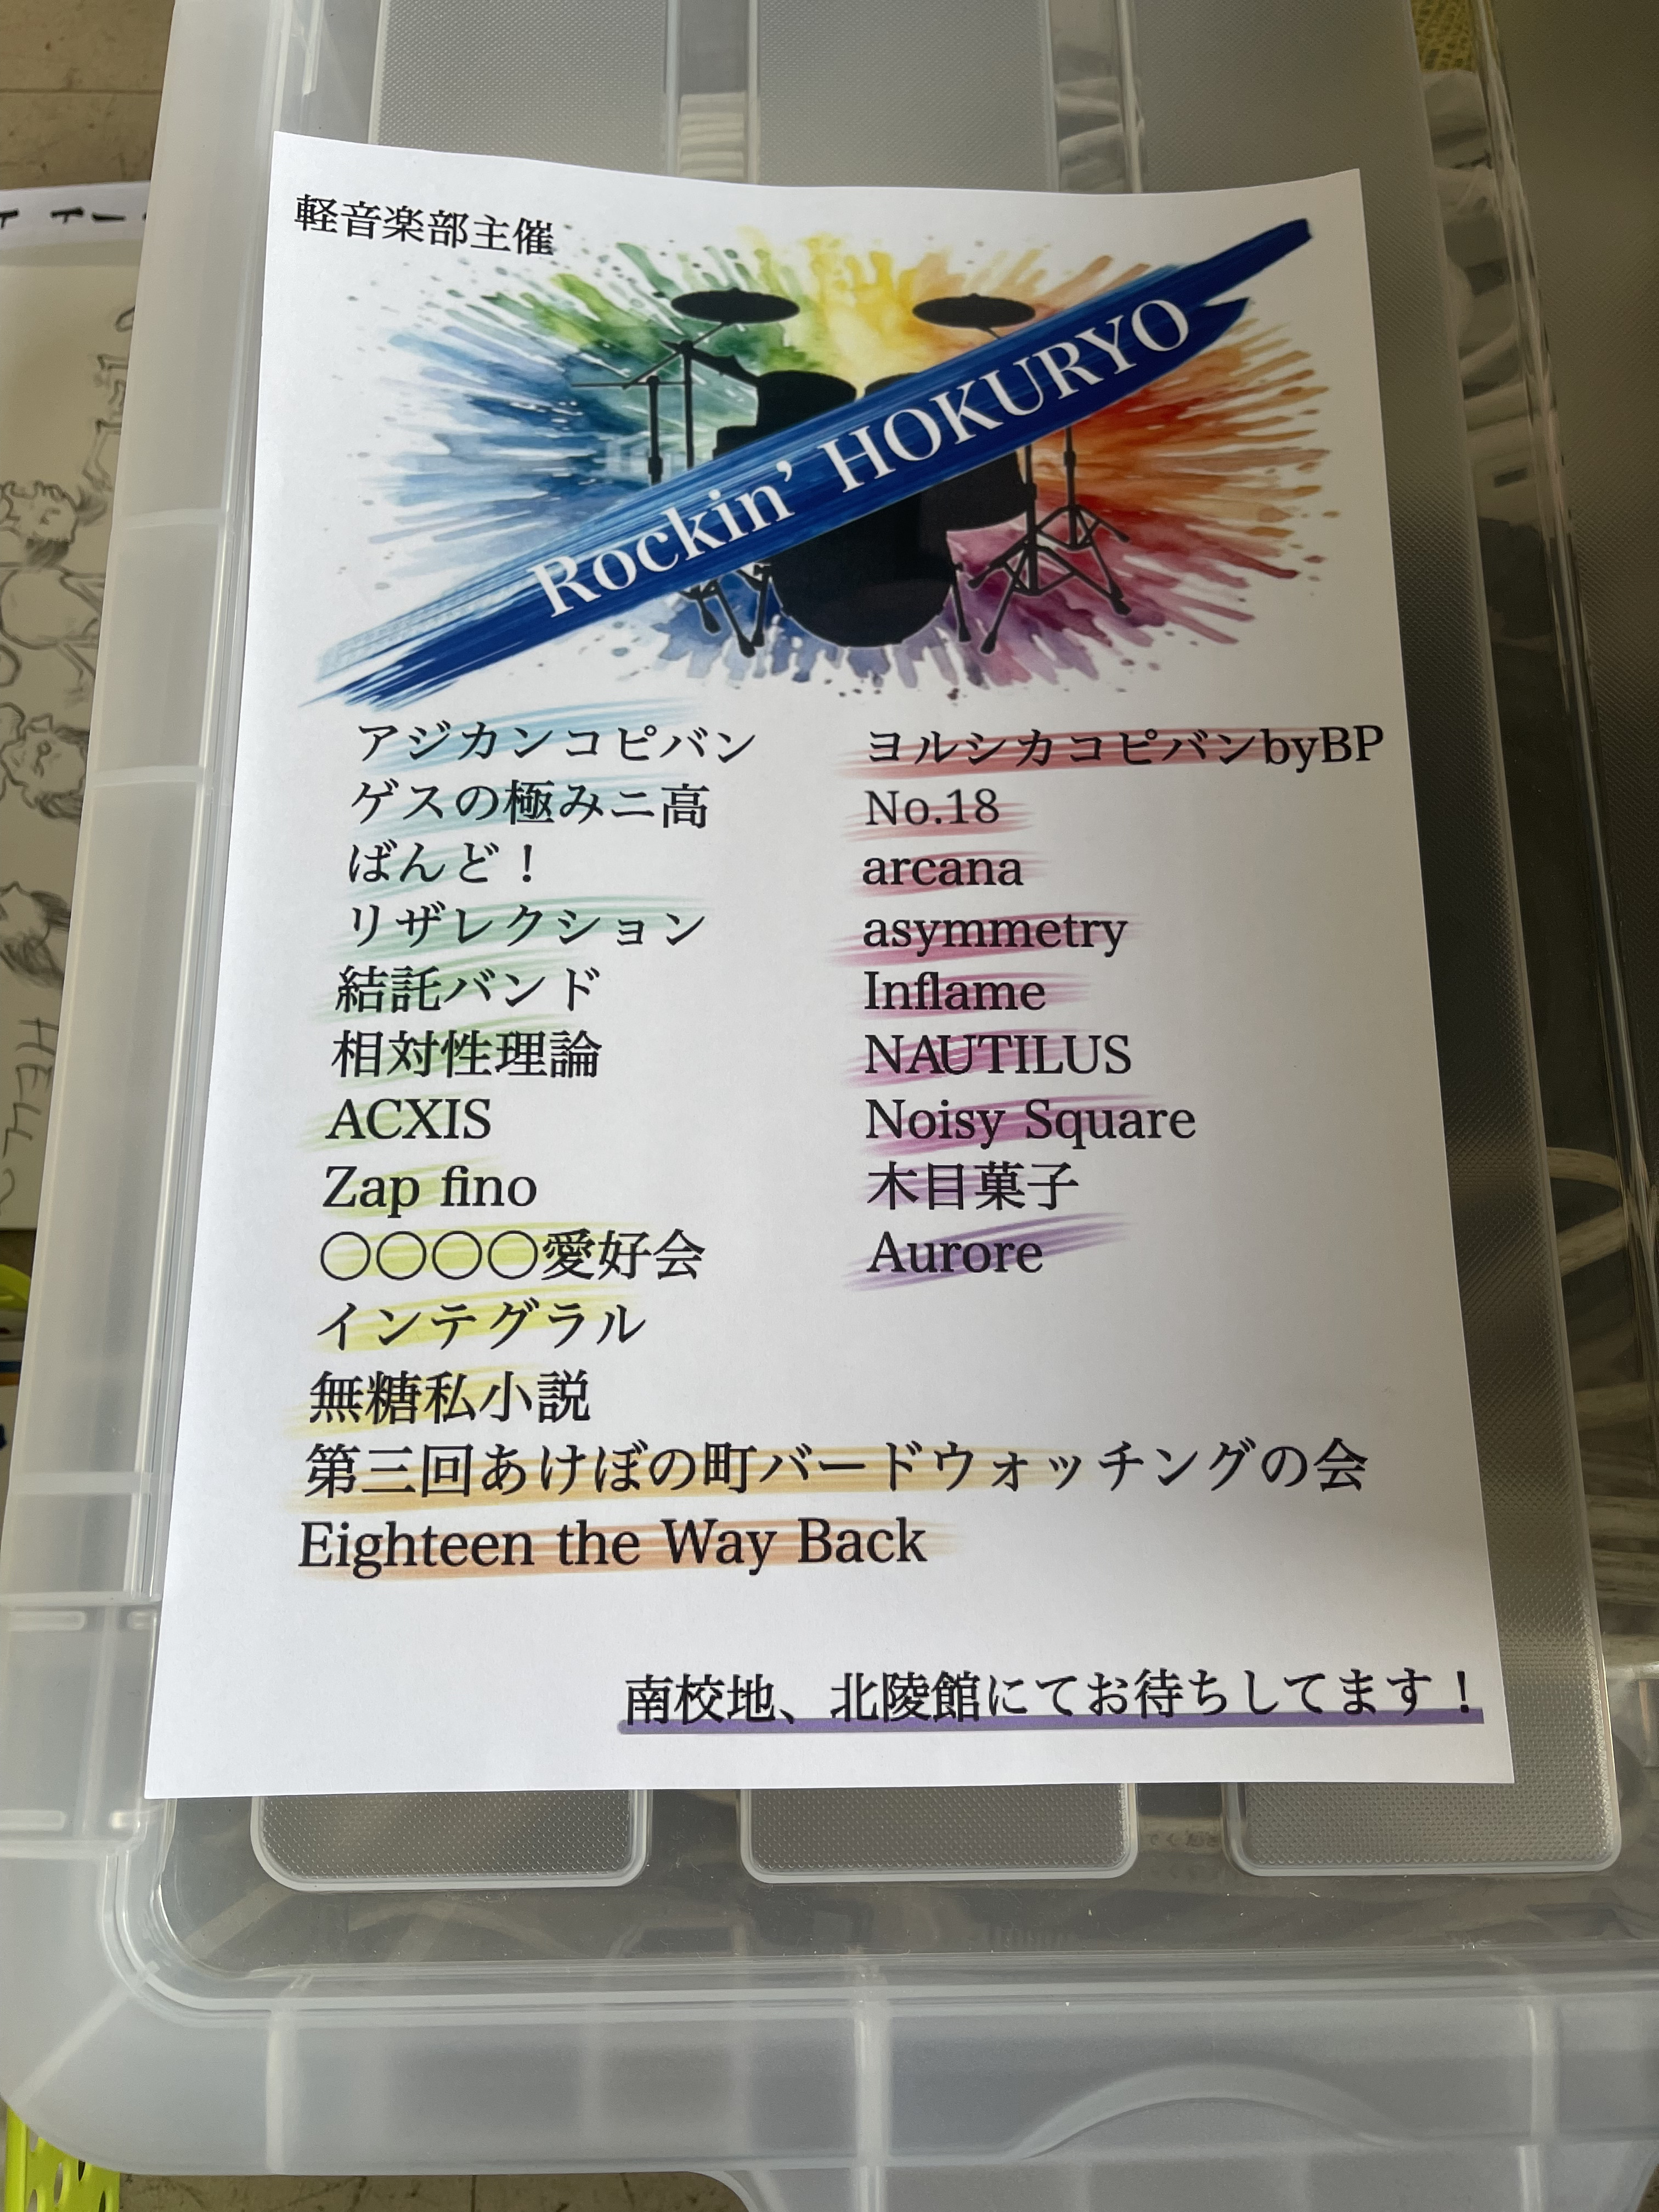 軽音楽部主催
Rockin’ HOKURYO
アジカンコピバン
ゲスの極み二高
ばんど！
リザレクション
結託バンド
相対性理論
ACXIS
Zap fino
〇〇〇〇愛好会
インテグラル
無糖私小説
第三回あけぼの町バードウォッチングの会
Eighteen the Way Back
ヨルシカコピバンbyBP
No.18
arcana
asymmetry
Inflame
NAUTILUS
Noisy Square
木目菓子
Aurore
南校地、北陵館にてお待ちしてます！